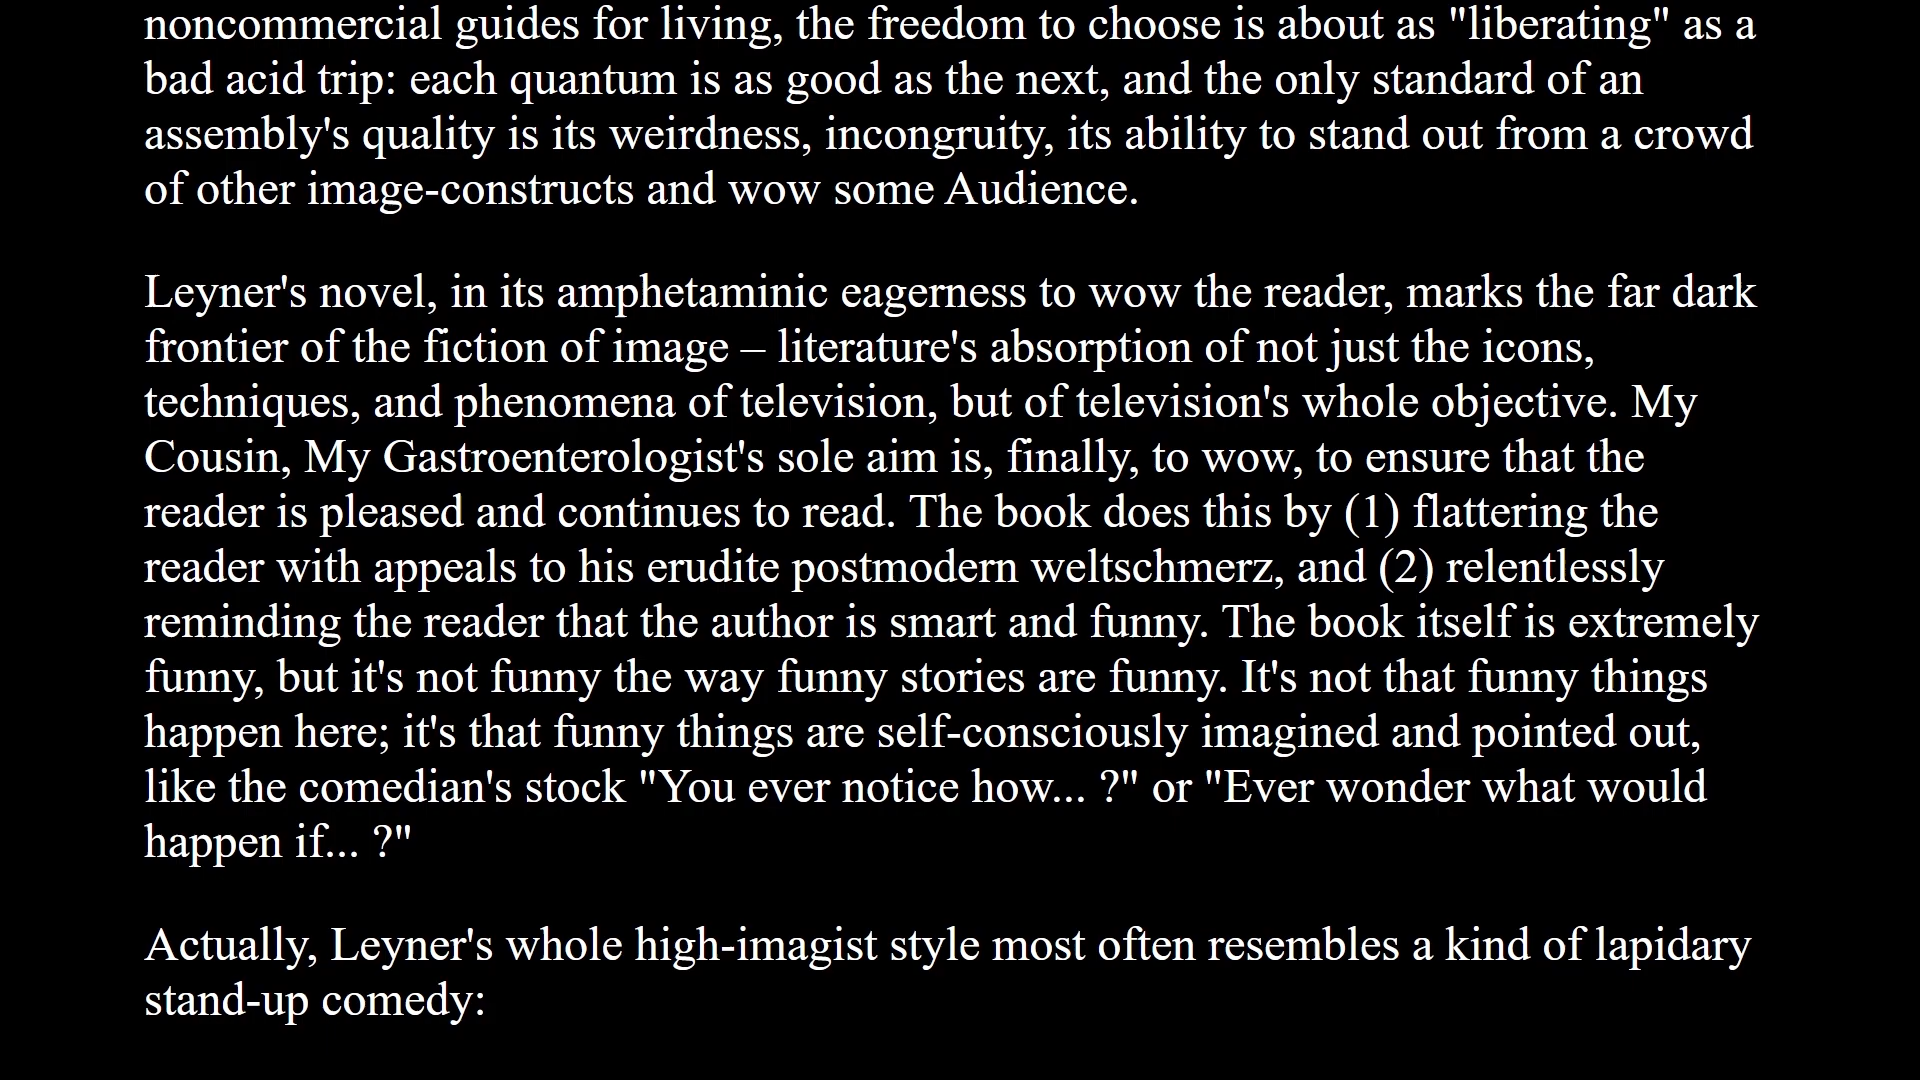 noncommercial guides for living, the freedom to choose is about as "liberating" as a
bad acid trip: each quantum is as good as the next, and the only standard of an
assembly's quality is its weirdness, incongruity, its ability to stand out from a crowd
of other image-constructs and wow some Audience.
Leyner's novel, in its amphetaminic eagerness to wow the reader, marks the far dark
frontier of the fiction of image – literature's absorption of not just the icons,
techniques, and phenomena of television, but of television's whole objective. My
Cousin, My Gastroenterologist's sole aim is, finally, to wow, to ensure that the
reader is pleased and continues to read. The book does this by (1) flattering the
reader with appeals to his erudite postmodern weltschmerz, and (2) relentlessly
reminding the reader that the author is smart and funny. The book itself is extremely
funny, but it's not funny the way funny stories are funny. It's not that funny things
happen here; it's that funny things are self-consciously imagined and pointed out,
like the comedian's stock "You ever notice how... ?" or "Ever wonder what would
happen if... ?"
Actually, Leyner's whole high-imagist style most often resembles a kind of lapidary
stand-up comedy: